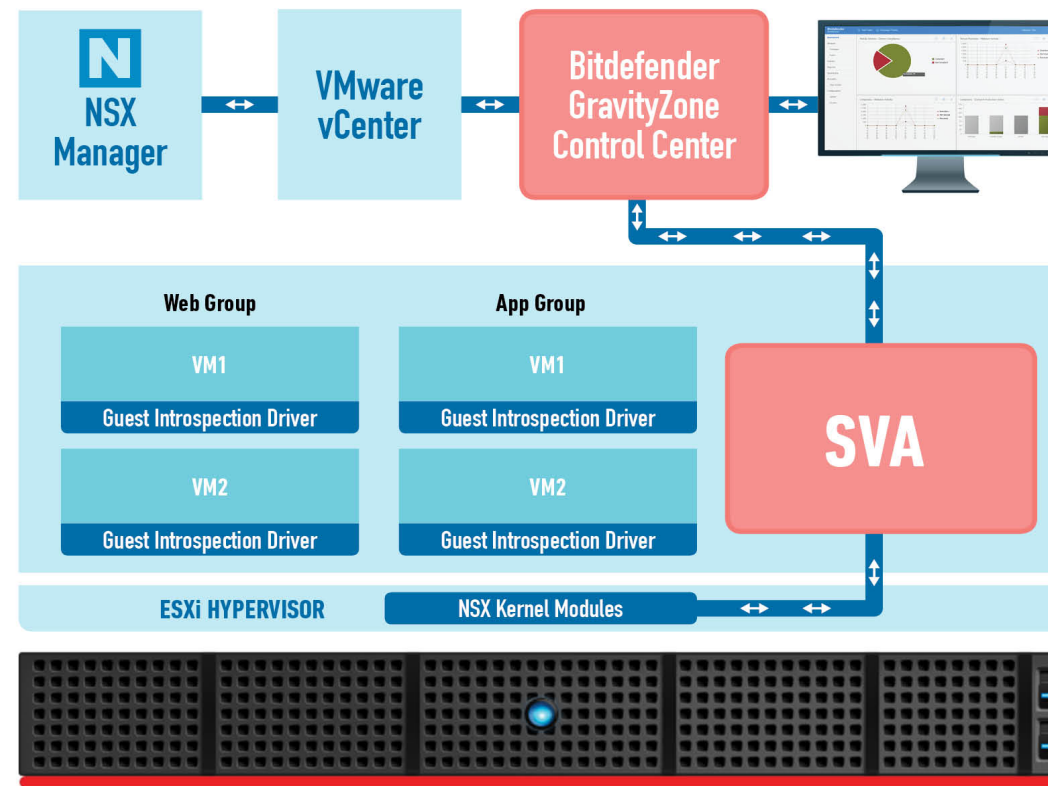 N
NSX
Manager
VMware
vCenter
Bitdefender
GravityZone
Control Center
Web Group
App Group
VM1
VM1
Guest Introspection Driver
Guest Introspection Driver
SVA
VM2
VM2
Guest Introspection Driver
Guest Introspection Driver
ESXi HYPERVISOR
NSX Kernel Modules